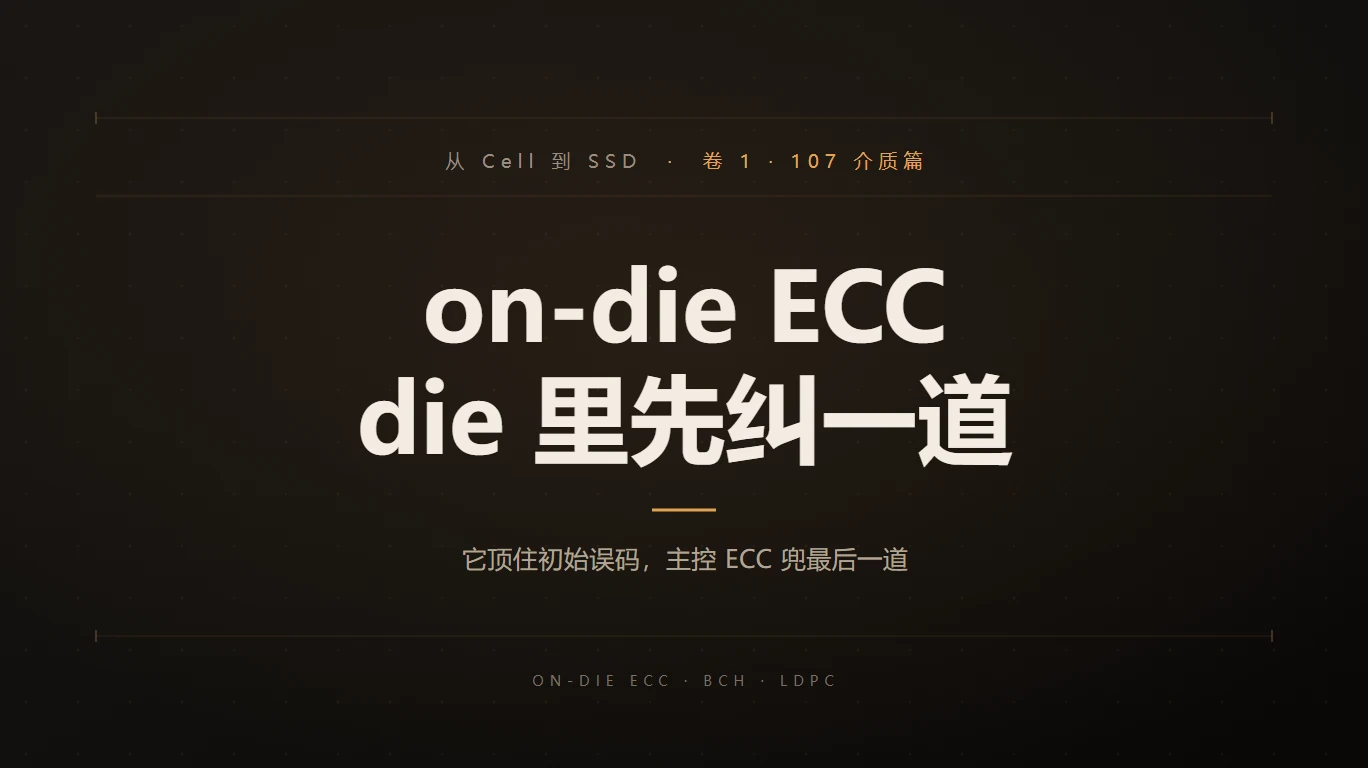 从 Cell 到 SSD · 卷 1 · 107 介质篇
on-die ECC
die 里先纠一道
它顶住初始误码，主控 ECC 兜最后一道
ON-DIE ECC · BCH · LDPC